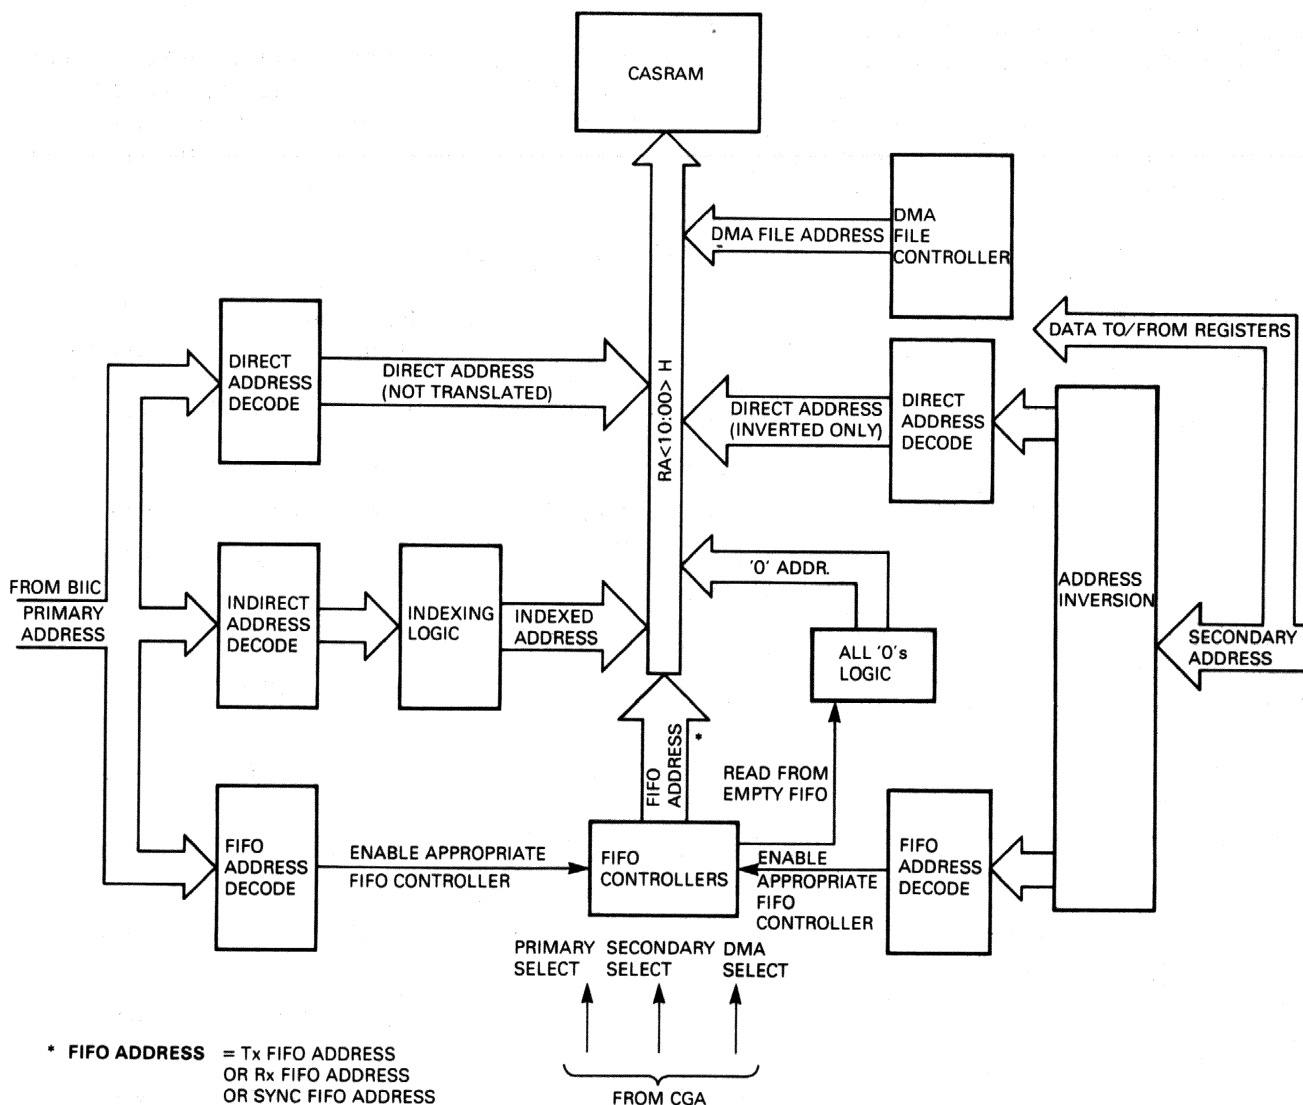 CASRAM
DMA FILE ADDRESS
DMA
FILE
CONTROLLER
DATA TO/FROM REGISTERS
DIRECT
ADDRESS
DECODE
DIRECT ADDRESS
(NOT TRANSLATED)
RA<10:00> H
DIRECT ADDRESS
(INVERTED ONLY)
DIRECT
ADDRESS
DECODE
FROM BIIC
PRIMARY
ADDRESS
INDIRECT
ADDRESS
DECODE
INDEXING
LOGIC
INDEXED
ADDRESS
'0' ADDR.
ALL '0's
LOGIC
ADDRESS
INVERSION
SECONDARY
ADDRESS
FIFO
ADDRESS
*
READ FROM
EMPTY FIFO
FIFO
ADDRESS
DECODE
ENABLE APPROPRIATE
FIFO CONTROLLER
FIFO
CONTROLLERS
ENABLE
APPROPRIATE
FIFO
CONTROLLER
FIFO
ADDRESS
DECODE
PRIMARY
SELECT
SECONDARY
SELECT
DMA
SELECT
FROM CGA
* FIFO ADDRESS = Tx FIFO ADDRESS
OR Rx FIFO ADDRESS
OR SYNC FIFO ADDRESS